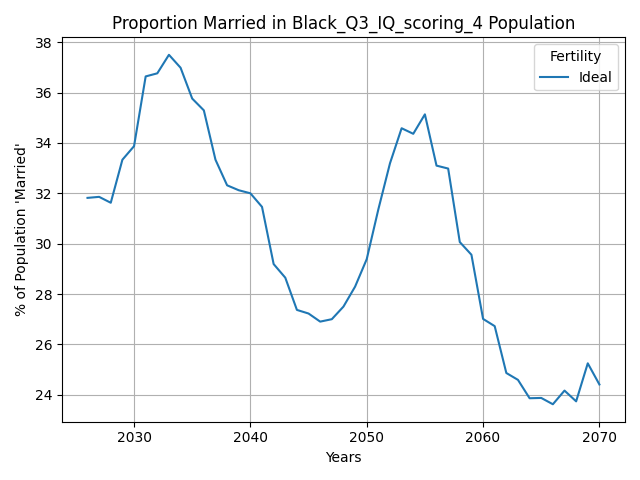 Proportion Married in Black_Q3_IQ_scoring_4 Population
Fertility
Ideal
% of Population 'Married'
38
36
34
32
30
28
26
24
2030
2040
2050
2060
2070
Years